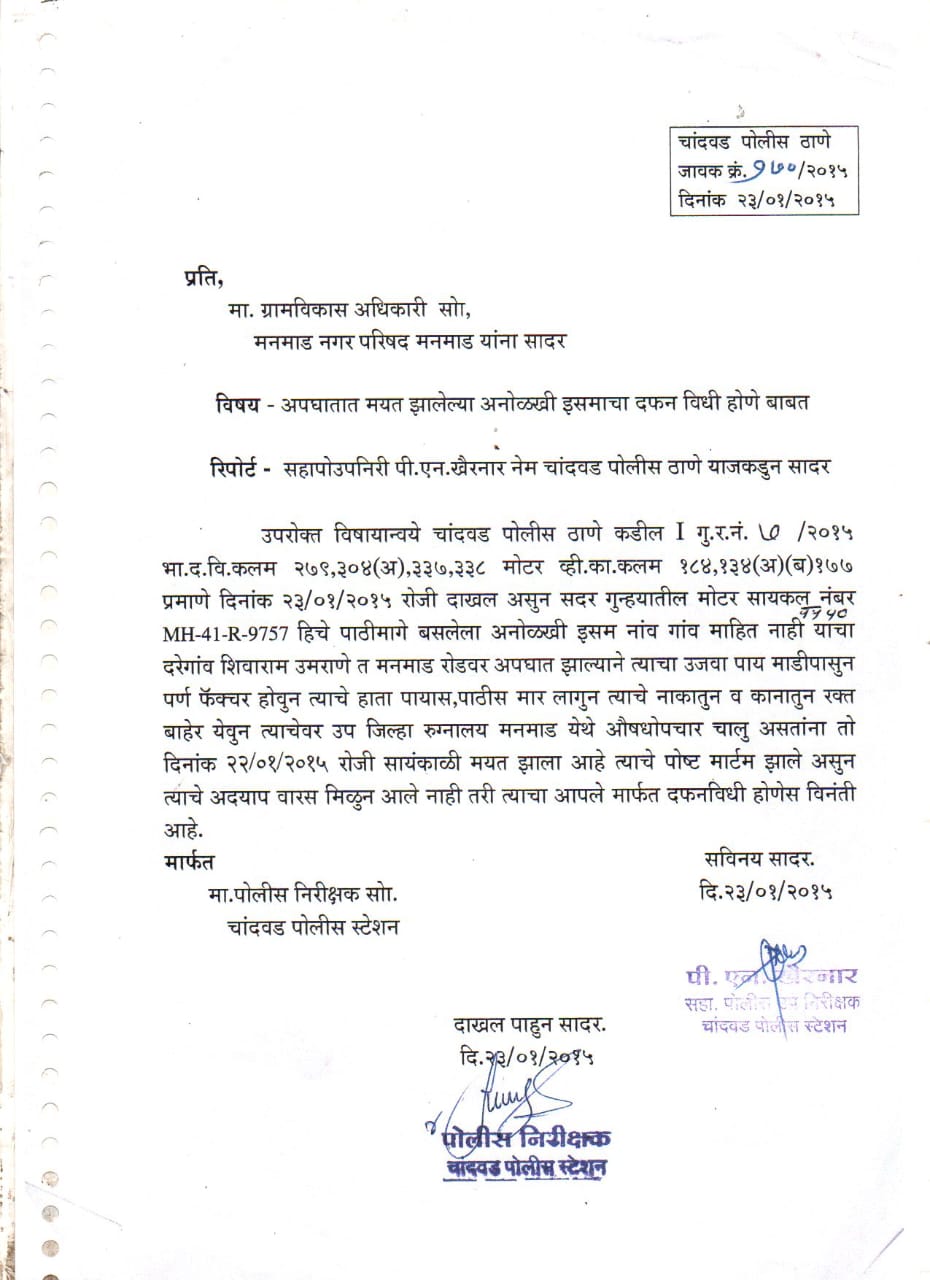 चांदवड पोलीस ठाणे
जावक क्रं. १७०/२०१५
दिनांक २३/०१/२०१५
प्रति,
मा. ग्रामविकास अधिकारी सोा,
मनमाड नगर परिषद मनमाड यांना सादर
विषय - अपघातात मयत झालेल्या अनोळखी इसमाचा दफन विधी होणे बाबत
रिपोर्ट - सहापोउपनिरी पी.एन.खैरनार नेम चांदवड पोलीस ठाणे याजकडुन सादर
उपरोक्त विषयान्वये चांदवड पोलीस ठाणे कडील I गु.र.नं. ७ /२०१५
भा.द.वि.कलम २७९,३०४(अ),३३७,३३८ मोटर व्ही.का.कलम १८४,१३४(अ)(ब)१७७
प्रमाणे दिनांक २३/०१/२०१५ रोजी दाखल असुन सदर गुन्हयातील मोटर सायकल नंबर
MH-41-R-9757 हिचे पाठीमागे बसलेला अनोळखी इसम नांव गांव माहित नाही याचा
दरेगांव शिवाराम उमराणे त मनमाड रोडवर अपघात झाल्याने त्याचा उजवा पाय माडीपासुन
पर्ण फॅक्चर होवुन त्याचे हाता पायास,पाठीस मार लागुन त्याचे नाकातुन व कानातुन रक्त
बाहेर येवुन त्याचेवर उप जिल्हा रुग्नालय मनमाड येथे औषधोपचार चालु असतांना तो
दिनांक २२/०१/२०१५ रोजी सायंकाळी मयत झाला आहे त्याचे पोष्ट मार्टम झाले असुन
त्याचे अदयाप वारस मिळुन आले नाही तरी त्याचा आपले मार्फत दफनविधी होणेस विनंती
आहे.
मार्फत
मा.पोलीस निरीक्षक सोा.
चांदवड पोलीस स्टेशन
सविनय सादर.
दि.२३/०१/२०१५
पी. एन. खैरनार
सहा. पोलीस उप निरीक्षक
चांदवड पोलीस स्टेशन
दाखल पाहुन सादर.
दि.२३/०१/२०१५
पोलीस निरीक्षक
चांदवड पोलीस स्टेशन